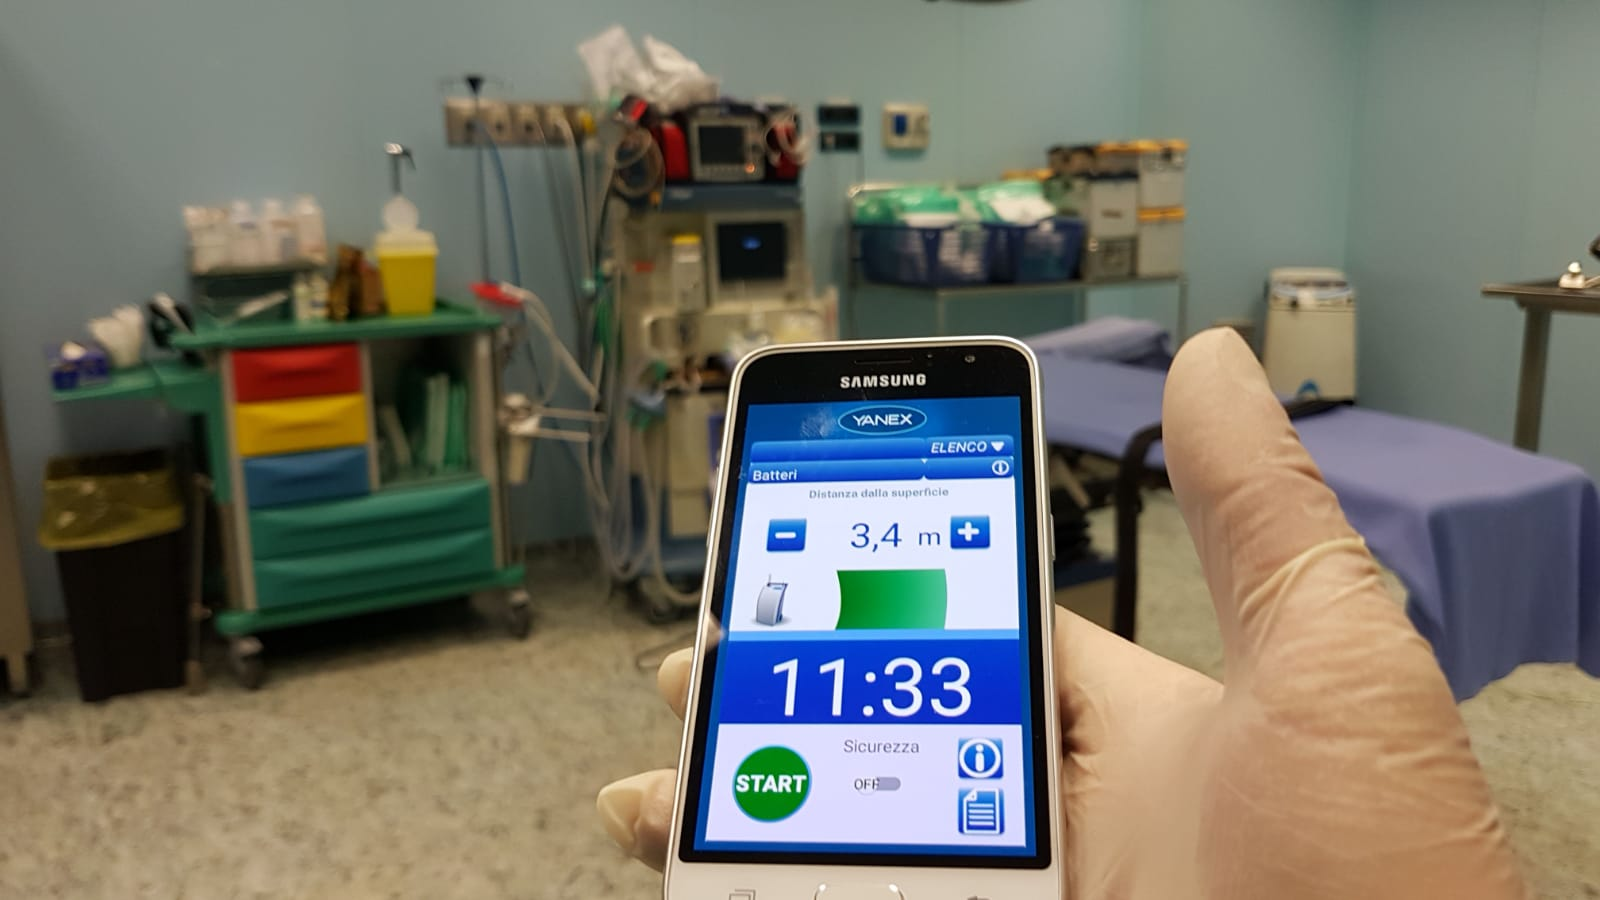 SAMSUNG
YANEX
ELENCO
Batteri
Distanza dalla superficie
3,4 m
11:33
Sicurezza
START
OFF